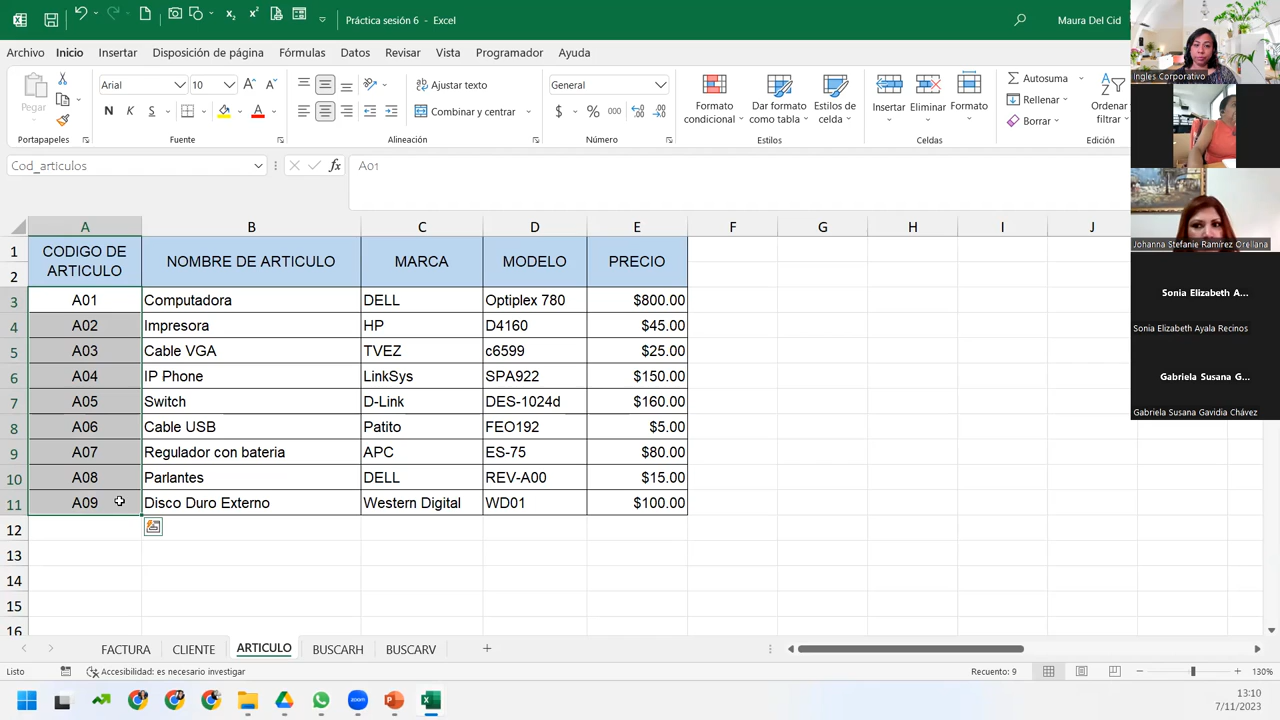 Práctica sesión 6 - Excel
Maura Del Cid
Archivo Inicio Insertar Disposición de página Fórmulas Datos Revisar Vista Programador Ayuda
Pegar
Portapapeles
Arial 10
N K S
Fuente
Combinar y centrar
Alineación
General
$ % 000
Número
Formato condicional
Dar formato como tabla
Estilos de celda
Estilos
Insertar Eliminar Formato
Celdas
Autosuma
Rellenar
Borrar
Ordenar
filtrar
Edición
Cod_articulos
fx
A01
A B C D E F G H I J
1 CODIGO DE ARTICULO NOMBRE DE ARTICULO MARCA MODELO PRECIO
2
3 A01 Computadora DELL Optiplex 780 $800.00
4 A02 Impresora HP D4160 $45.00
5 A03 Cable VGA TVEZ c6599 $25.00
6 A04 IP Phone LinkSys SPA922 $150.00
7 A05 Switch D-Link DES-1024d $160.00
8 A06 Cable USB Patito FEO192 $5.00
9 A07 Regulador con bateria APC ES-75 $80.00
10 A08 Parlantes DELL REV-A00 $15.00
11 A09 Disco Duro Externo Western Digital WD01 $100.00
12
13
14
15
16
FACTURA CLIENTE ARTICULO BUSCARH BUSCARV
Listo
Accesibilidad: es necesario investigar
Recuento: 9
130%
13:10
7/11/2023
Ingles Corporativo
Johanna Stefanie Ramírez Orellana
Sonia Elizabeth A...
Sonia Elizabeth Ayala Recinos
Gabriela Susana G...
Gabriela Susana Gavidia Chávez
zoom